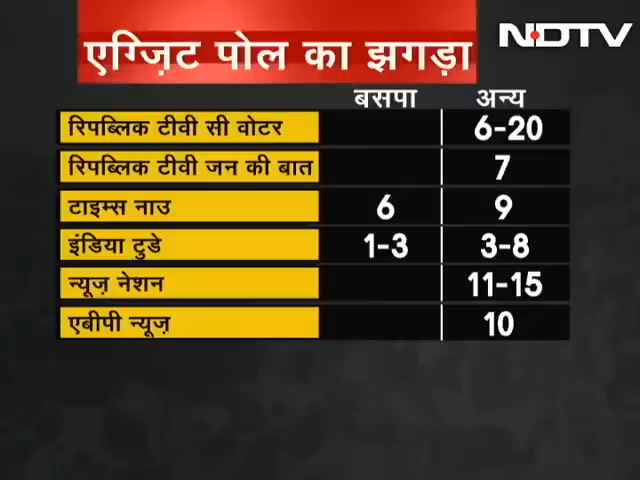 एग्ज़िट पोल का झगड़ा
NDTV
बसपा अन्य
रिपब्लिक टीवी सी वोटर 6-20
रिपब्लिक टीवी जन की बात 7
टाइम्स नाउ 6 9
इंडिया टुडे 1-3 3-8
न्यूज़ नेशन 11-15
एबीपी न्यूज़ 10